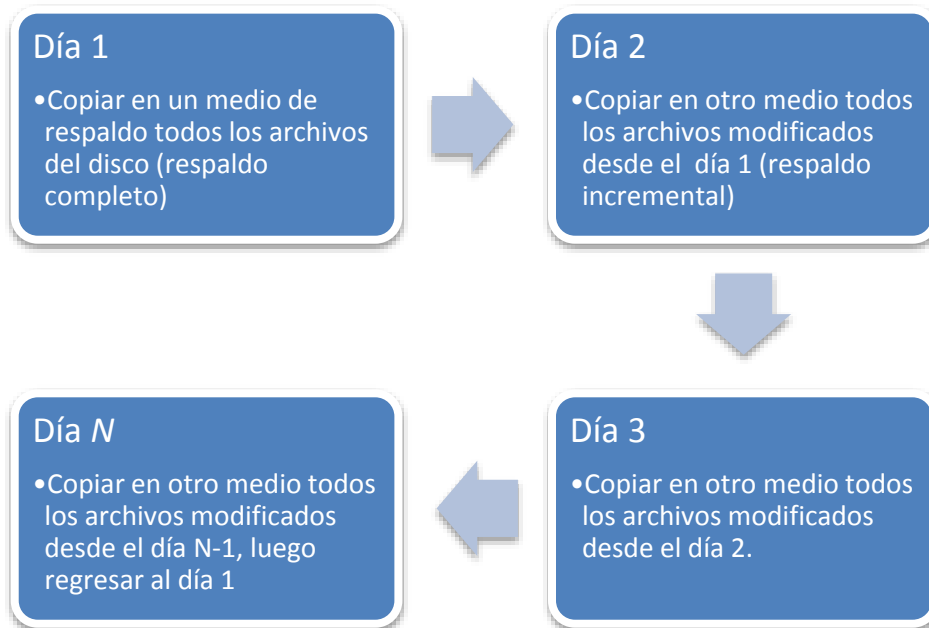 Día 1
•Copiar en un medio de
respaldo todos los archivos
del disco (respaldo
completo)
Día 2
•Copiar en otro medio todos
los archivos modificados
desde el día 1 (respaldo
incremental)
Día 3
•Copiar en otro medio todos
los archivos modificados
desde el día 2.
Día N
•Copiar en otro medio todos
los archivos modificados
desde el día N-1, luego
regresar al día 1